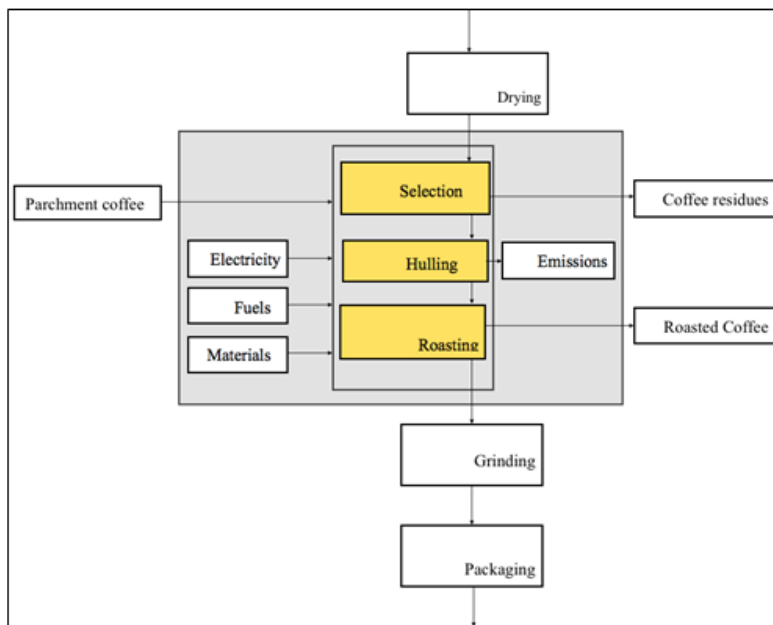 Drying
Selection
Parchment coffee
Coffee residues
Electricity
Hulling
Emissions
Fuels
Roasted Coffee
Materials
Roasting
Grinding
Packaging